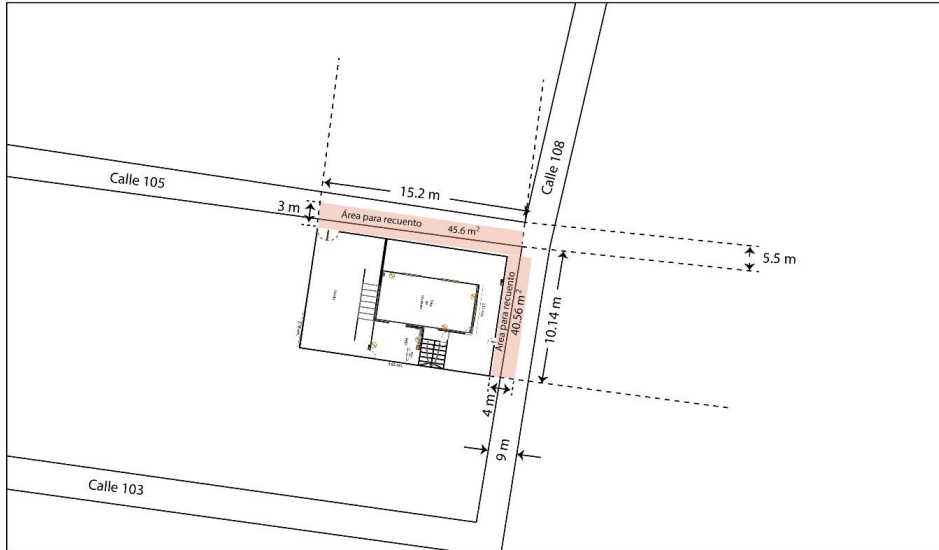 Calle 108
Calle 105
15.2 m
3 m
Área para recuento 45.6 m²
5.5 m
Área para recuento
40.56 m²
10.14 m
4 m
9 m
Calle 103